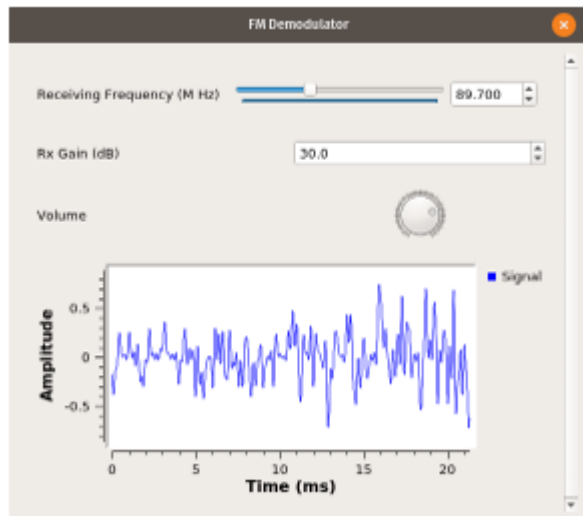 FM Demodulator
Receiving Frequency (M Hz) 89.700
Rx Gain (dB) 30.0
Volume
Signal
Amplitude
0.5
0
-0.5
0 5 10 15 20
Time (ms)